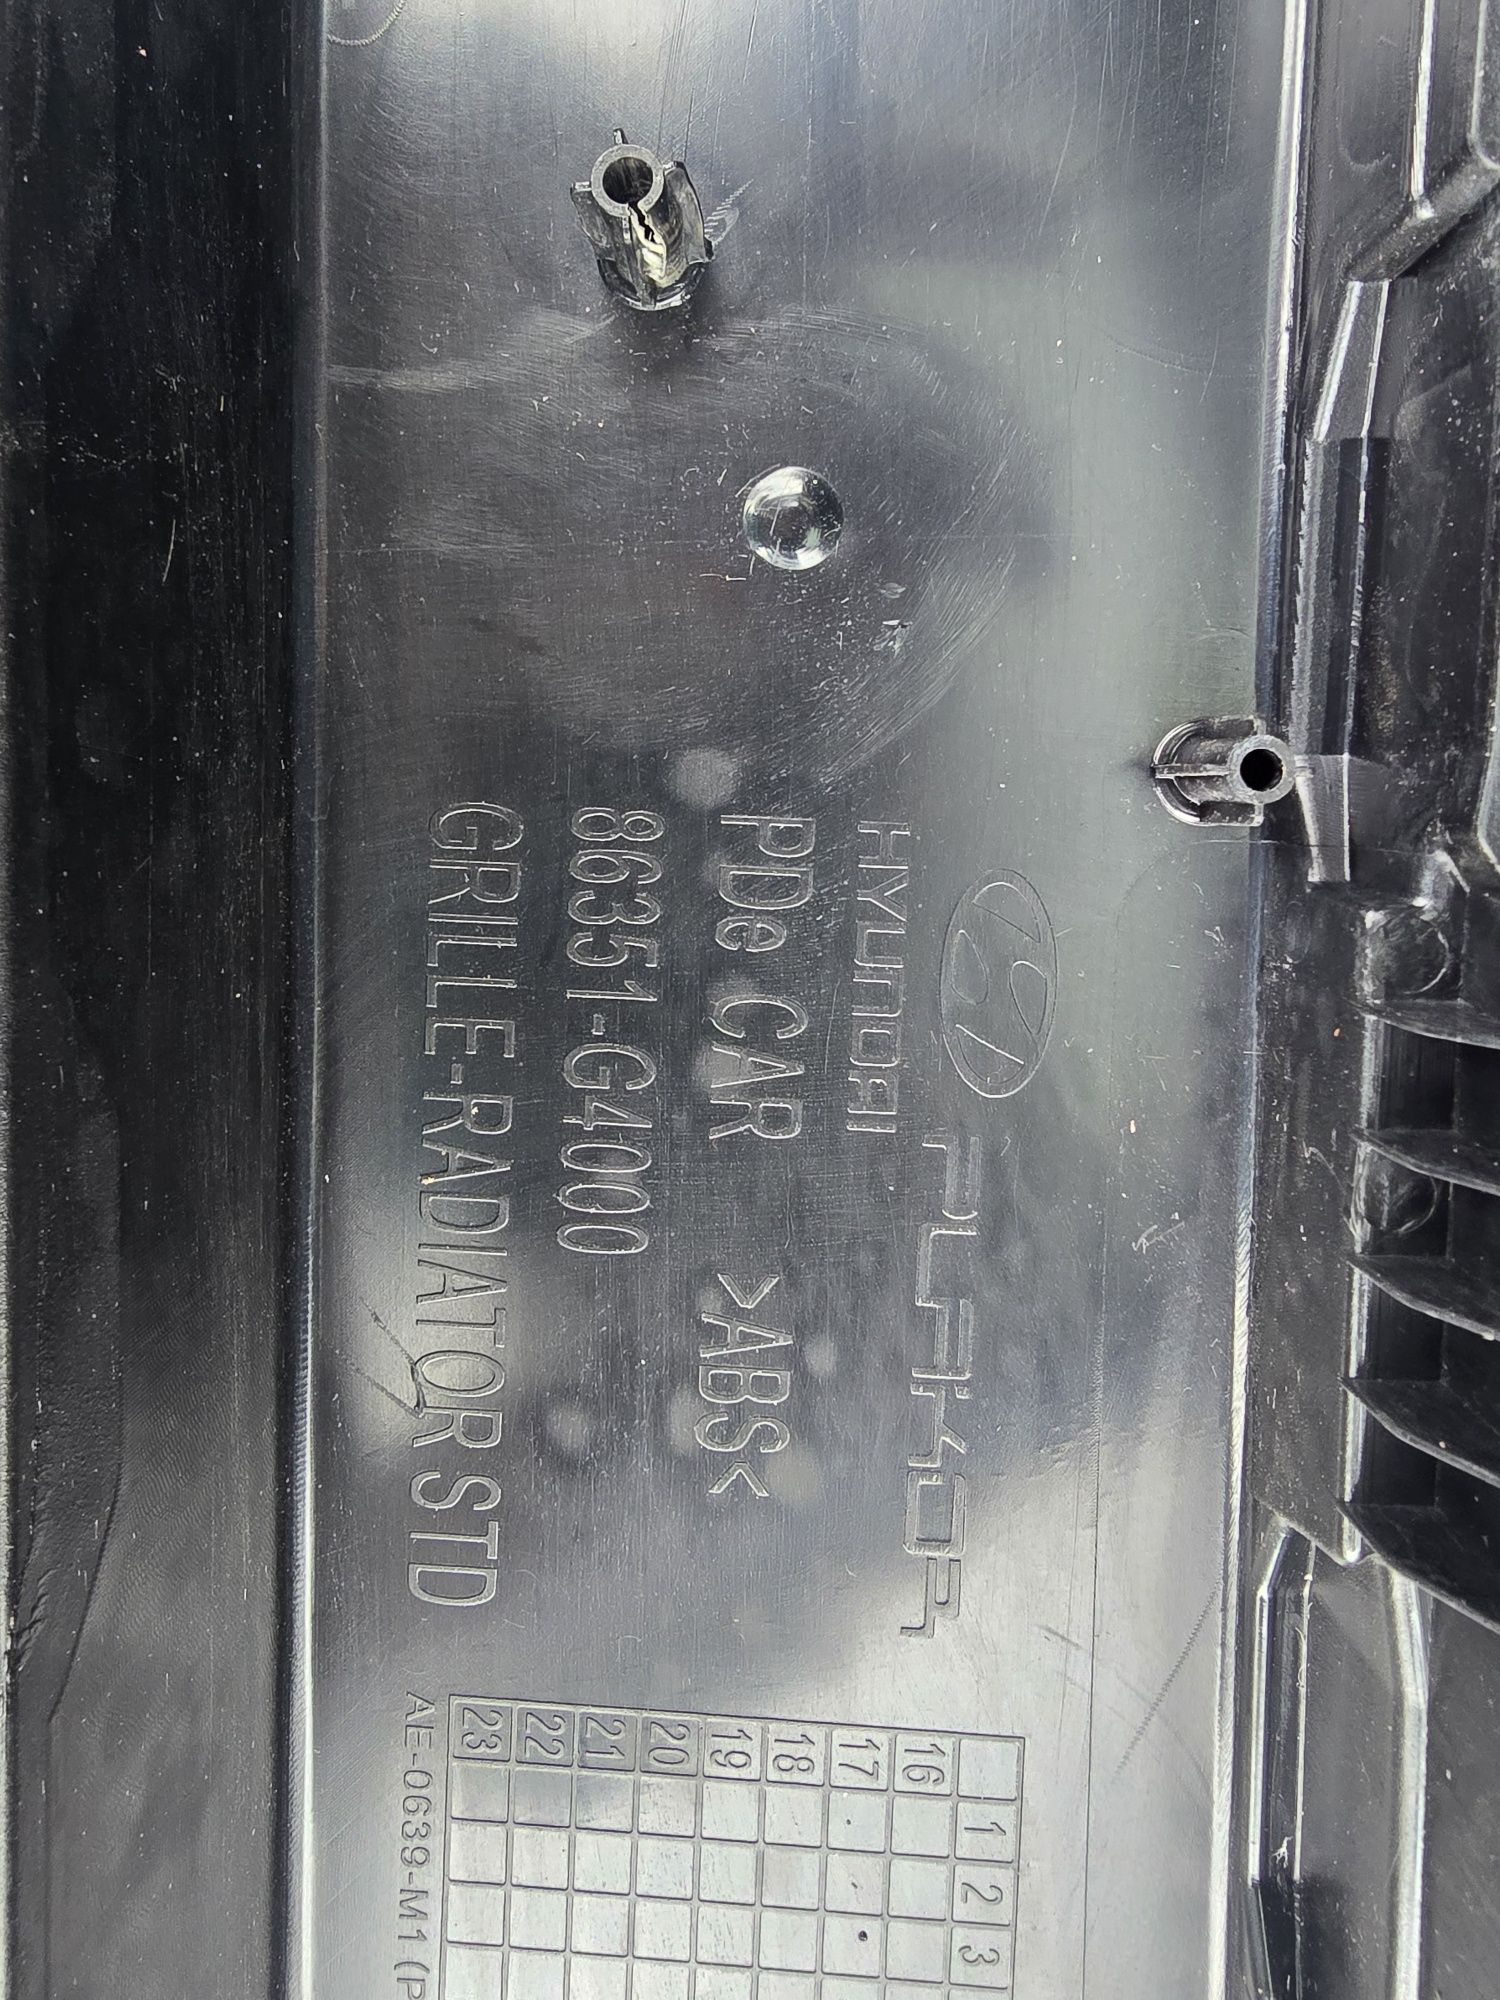 PLAKOR
HYUNDAI
PDe CAR >ABS<
86351-G4000
GRILLE-RADIATOR STD
1 2 3
16
17
18
19
20
21
22
23
AE-0639-M1 (P